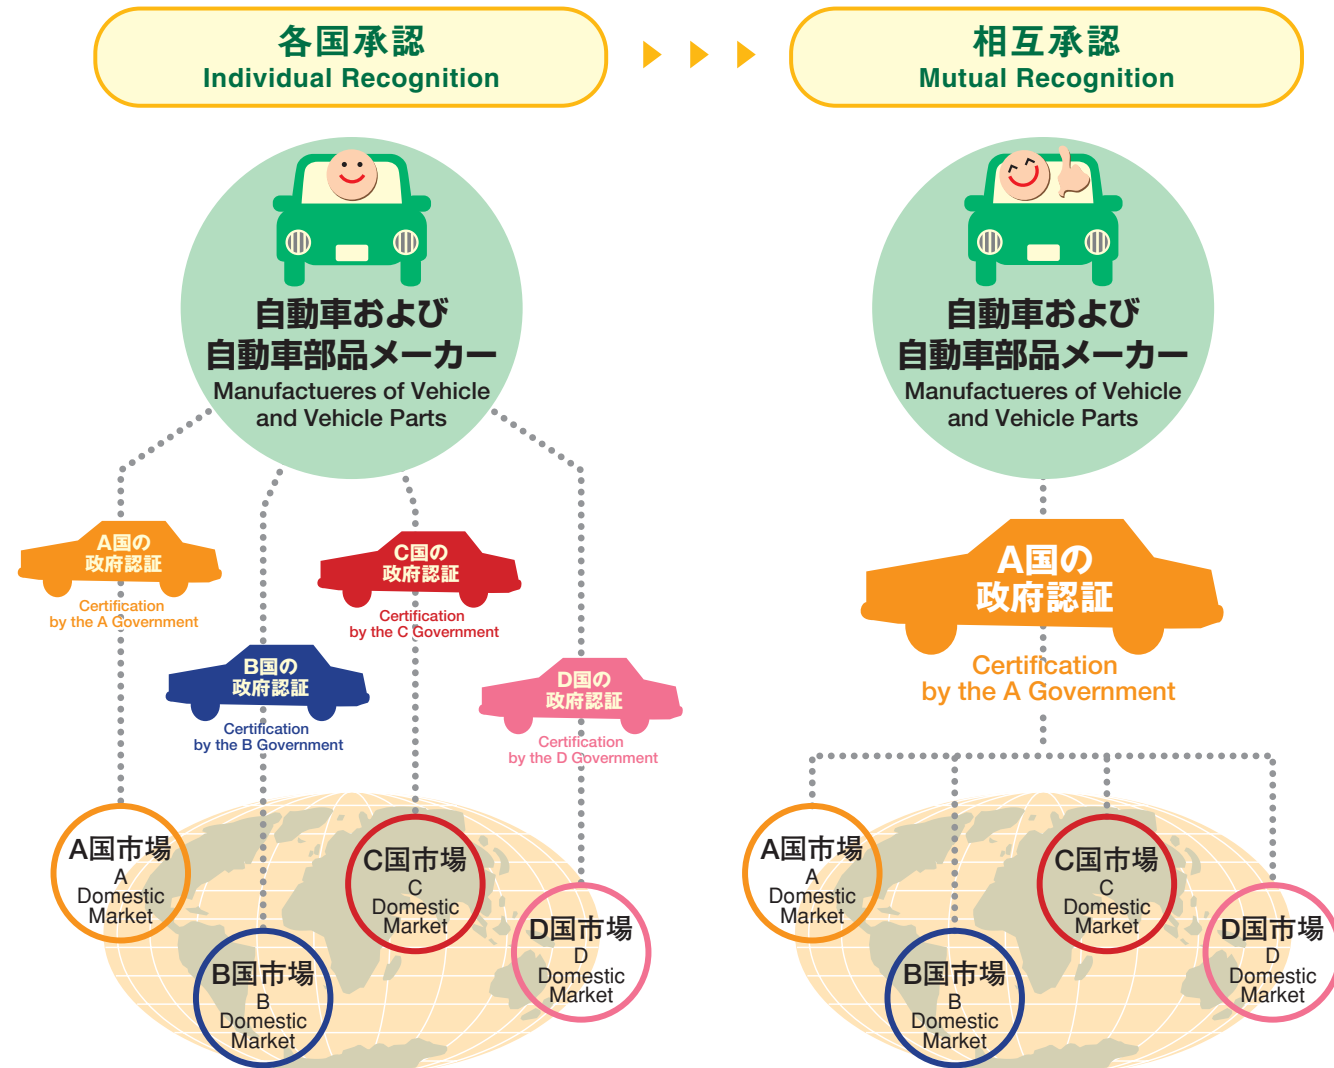 各国承認
Individual Recognition
相互承認
Mutual Recognition
自動車および
自動車部品メーカー
Manufactueres of Vehicle
and Vehicle Parts
A国の
政府認証
Certification
by the A Government
B国の
政府認証
Certification
by the B Government
C国の
政府認証
Certification
by the C Government
D国の
政府認証
Certification
by the D Government
A国市場
A
Domestic
Market
B国市場
B
Domestic
Market
C国市場
C
Domestic
Market
D国市場
D
Domestic
Market
自動車および
自動車部品メーカー
Manufactueres of Vehicle
and Vehicle Parts
A国の
政府認証
Certification
by the A Government
A国市場
A
Domestic
Market
B国市場
B
Domestic
Market
C国市場
C
Domestic
Market
D国市場
D
Domestic
Market